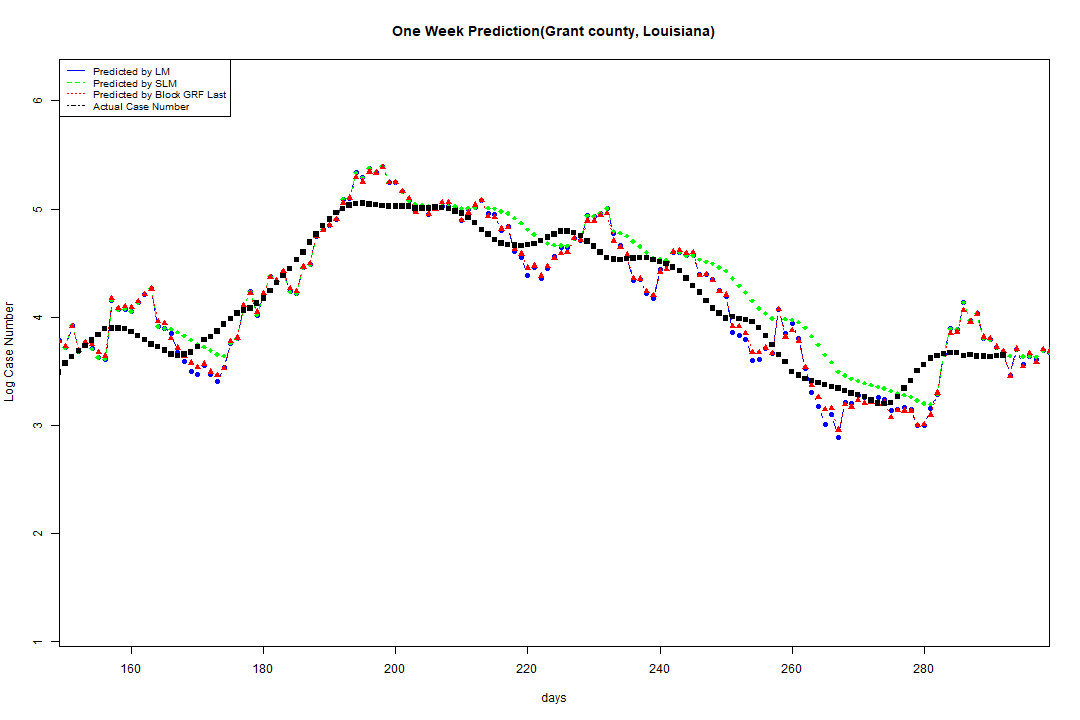 One Week Prediction(Grant county, Louisiana)
Predicted by LM
Predicted by SLM
Predicted by Block GRF Last
Actual Case Number
6
5
4
3
2
1
Log Case Number
160 180 200 220 240 260 280
days